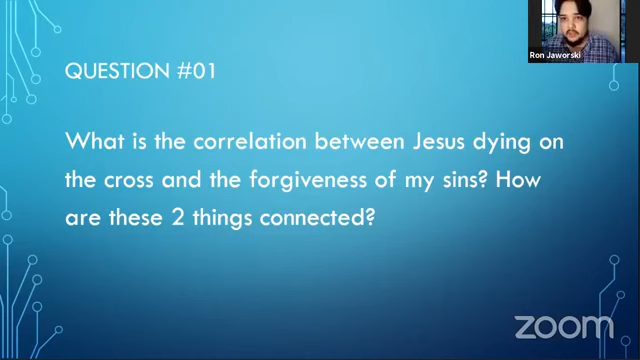 Ron Jaworski
QUESTION #01
What is the correlation between Jesus dying on
the cross and the forgiveness of my sins? How
are these 2 things connected?
zoom